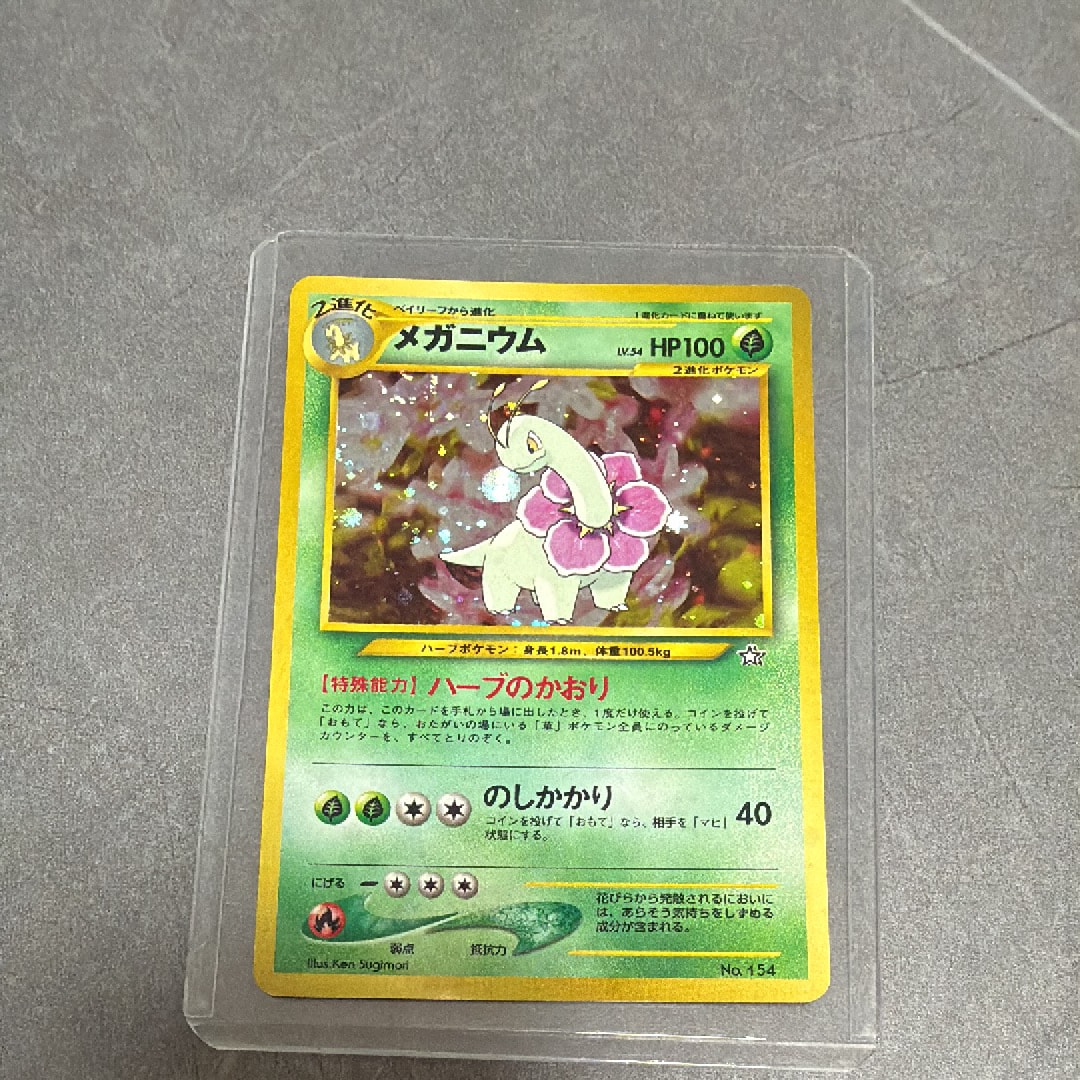 2進化
ベイリーフから進化
1進化カードに重ねて使います
メガニウム
LV.54 HP100
2進化ポケモン
ハーブポケモン：身長1.8m、体重100.5kg
【特殊能力】ハーブのかおり
この力は、このカードを手札から場に出したとき、1度だけ使える。コインを投げて
「おもて」なら、おたがいの場にいる「草」ポケモン全員にのっているダメージ
カウンターを、すべてとりのぞく。
のしかかり
40
コインを投げて「おもて」なら、相手を「マヒ」
状態にする。
にげる
花びらから発散されるにおいに
は、あらそう気持ちをしずめる
成分が含まれる。
弱点
抵抗力
Illus.Ken Sugimori
No. 154